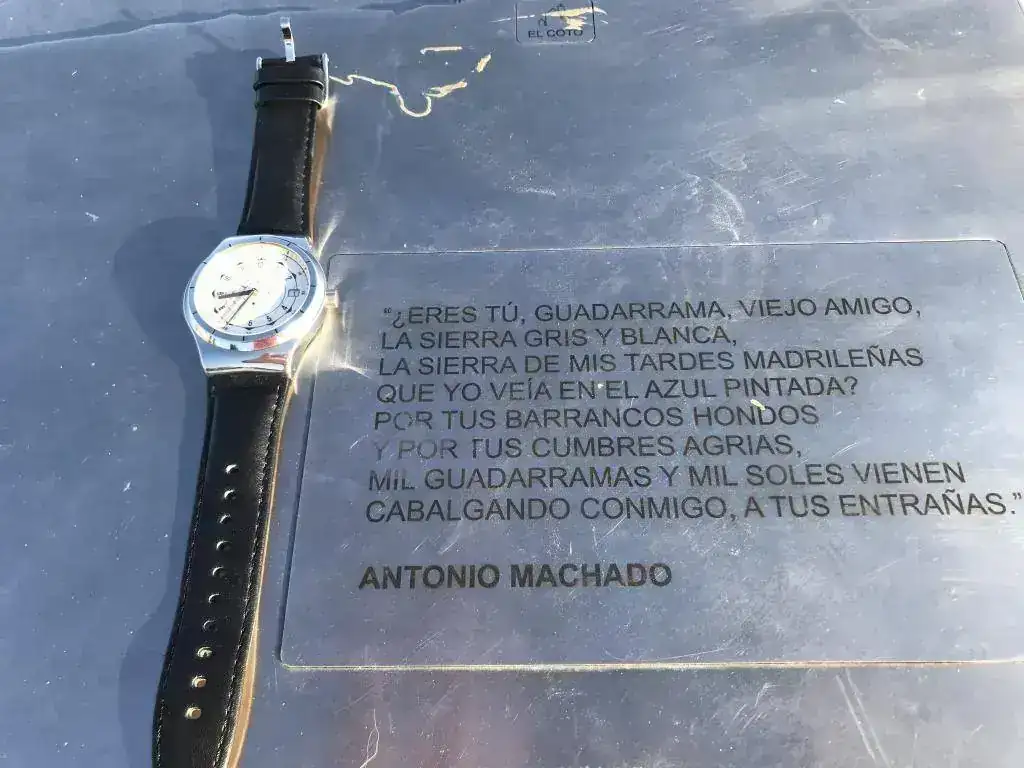 EL COTO
“¿ERES TÚ, GUADARRAMA, VIEJO AMIGO,
LA SIERRA GRIS Y BLANCA,
LA SIERRA DE MIS TARDES MADRILEÑAS
QUE YO VEÍA EN EL AZUL PINTADA?
POR TUS BARRANCOS HONDOS
Y POR TUS CUMBRES AGRIAS,
MIL GUADARRAMAS Y MIL SOLES VIENEN
CABALGANDO CONMIGO, A TUS ENTRAÑAS.”
ANTONIO MACHADO